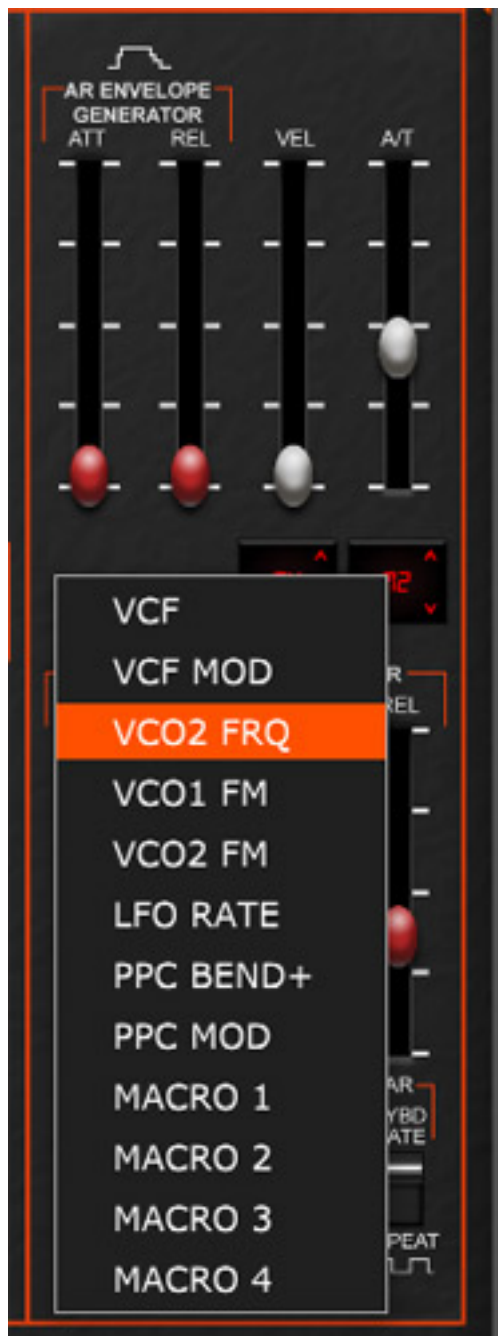 AR ENVELOPE
GENERATOR
ATT REL VEL A/T
M2
VCF
VCF MOD
VCO2 FRQ
VCO1 FM
VCO2 FM
LFO RATE
PPC BEND+
PPC MOD
MACRO 1
MACRO 2
MACRO 3
MACRO 4